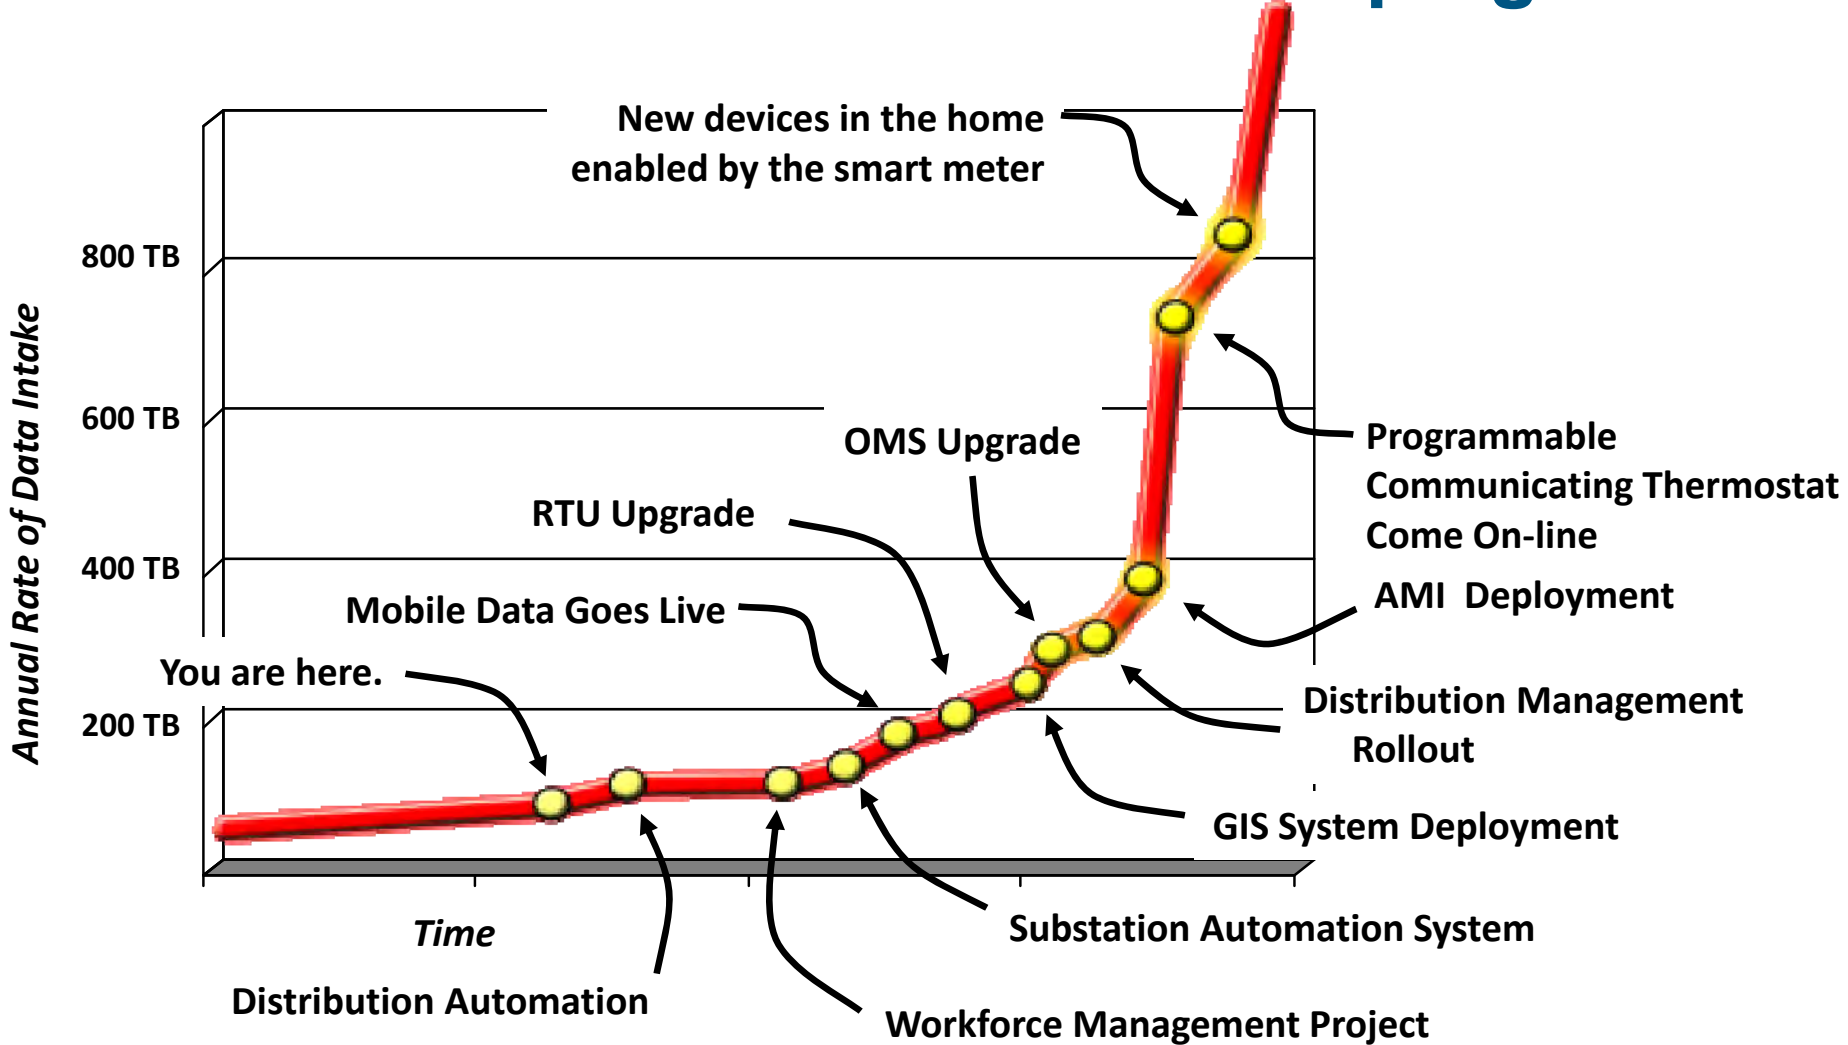 New devices in the home
enabled by the smart meter
800 TB
600 TB
400 TB
200 TB
Annual Rate of Data Intake
OMS Upgrade
RTU Upgrade
Mobile Data Goes Live
You are here.
Programmable
Communicating Thermostat
Come On-line
AMI  Deployment
Distribution Management
Rollout
GIS System Deployment
Substation Automation System
Time
Distribution Automation
Workforce Management Project